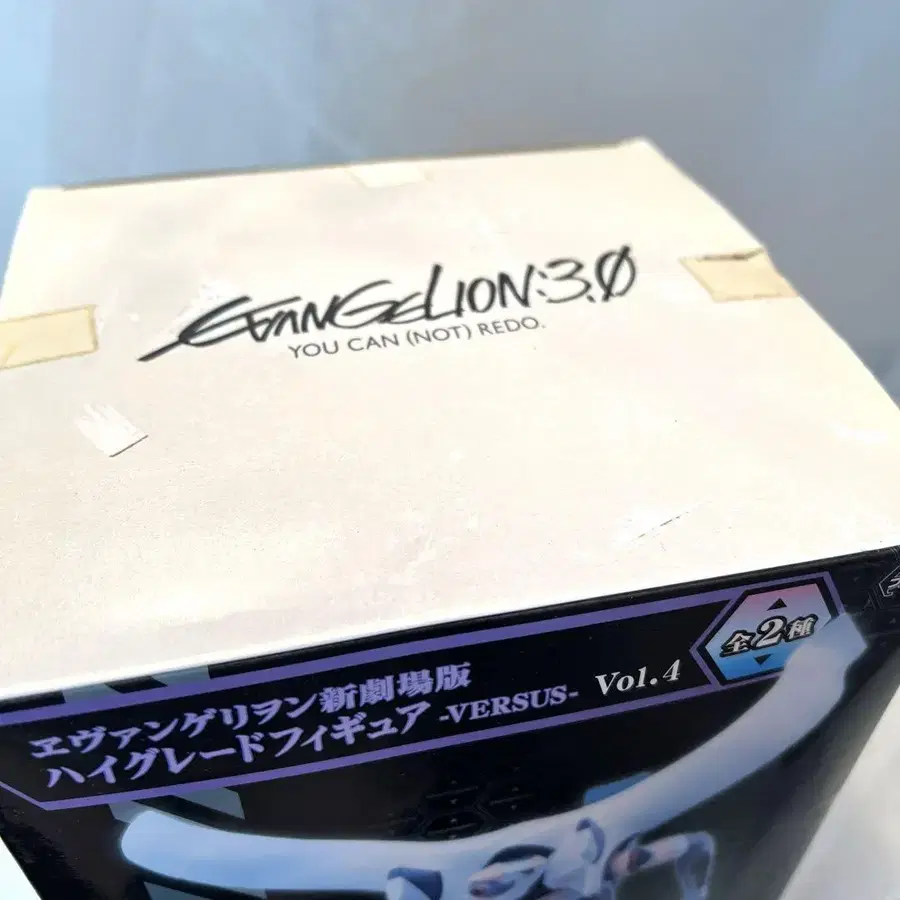 EVANGELION:3.0
YOU CAN (NOT) REDO.
全2種
ヱヴァンゲリヲン新劇場版
ハイグレードフィギュア -VERSUS- Vol.4